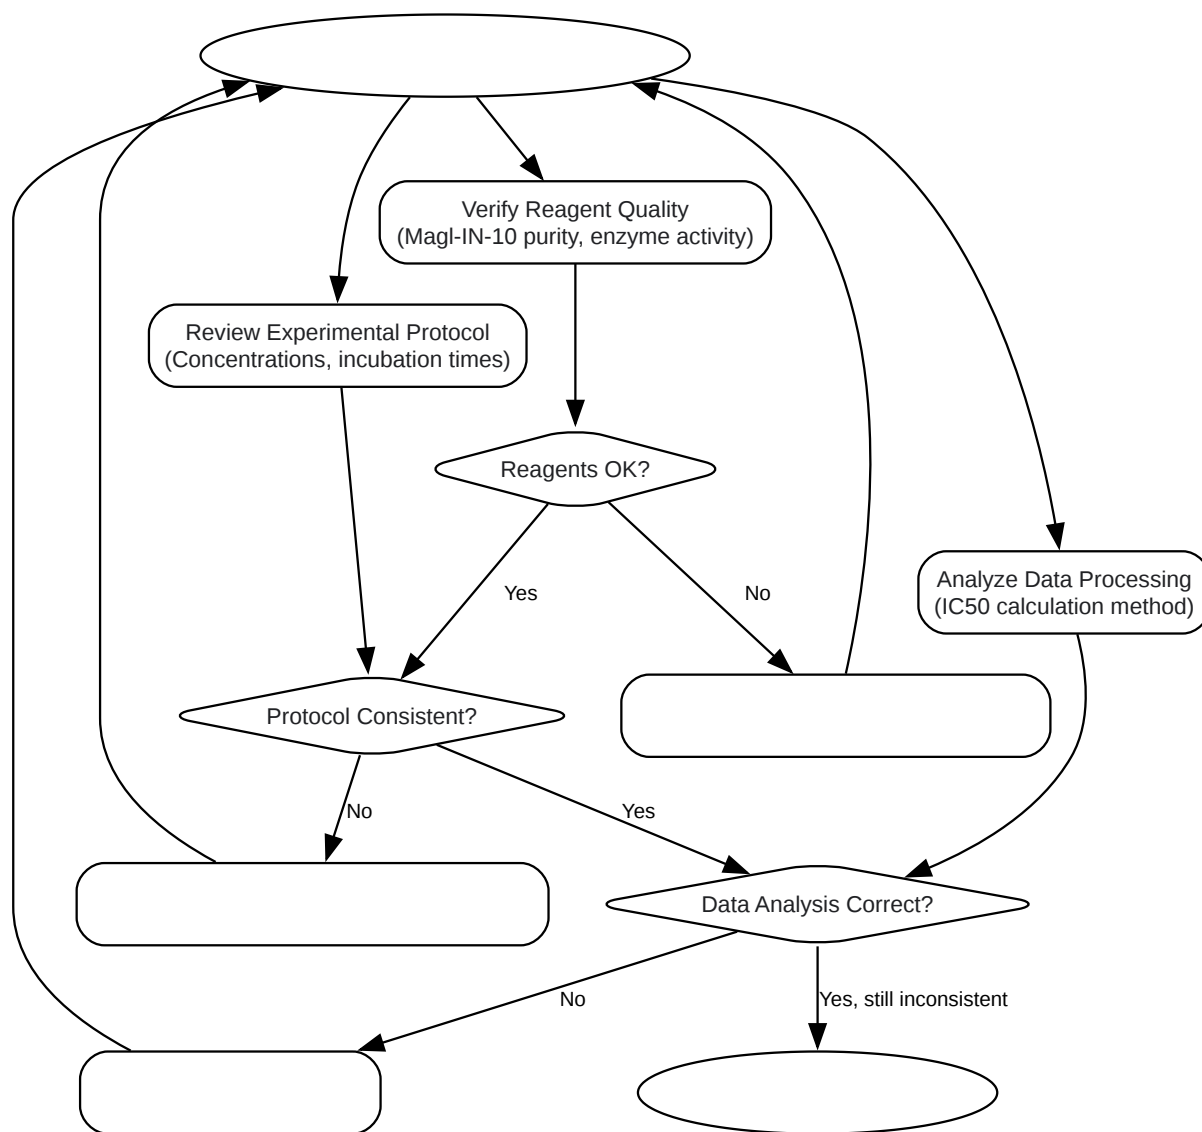 Verify Reagent Quality
(Magl-IN-10 purity, enzyme activity)
Review Experimental Protocol
(Concentrations, incubation times)
Reagents OK?
Analyze Data Processing
(IC50 calculation method)
Yes
No
Protocol Consistent?
No
Yes
Data Analysis Correct?
No
Yes, still inconsistent